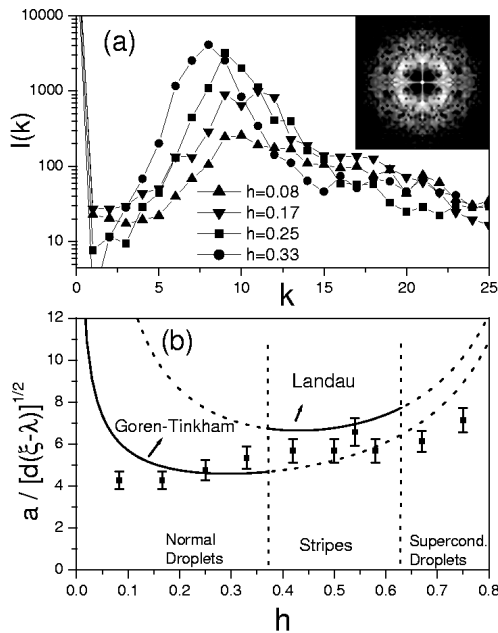 (a)
I(k)
10000
1000
100
10
h=0.08
h=0.17
h=0.25
h=0.33
0 5 10 15 20 25
k
(b)
a / [d(ξ-λ)]^1/2
12
10
8
6
4
2
0
Landau
Goren-Tinkham
Normal
Droplets
Stripes
Supercond.
Droplets
0.0 0.1 0.2 0.3 0.4 0.5 0.6 0.7 0.8
h